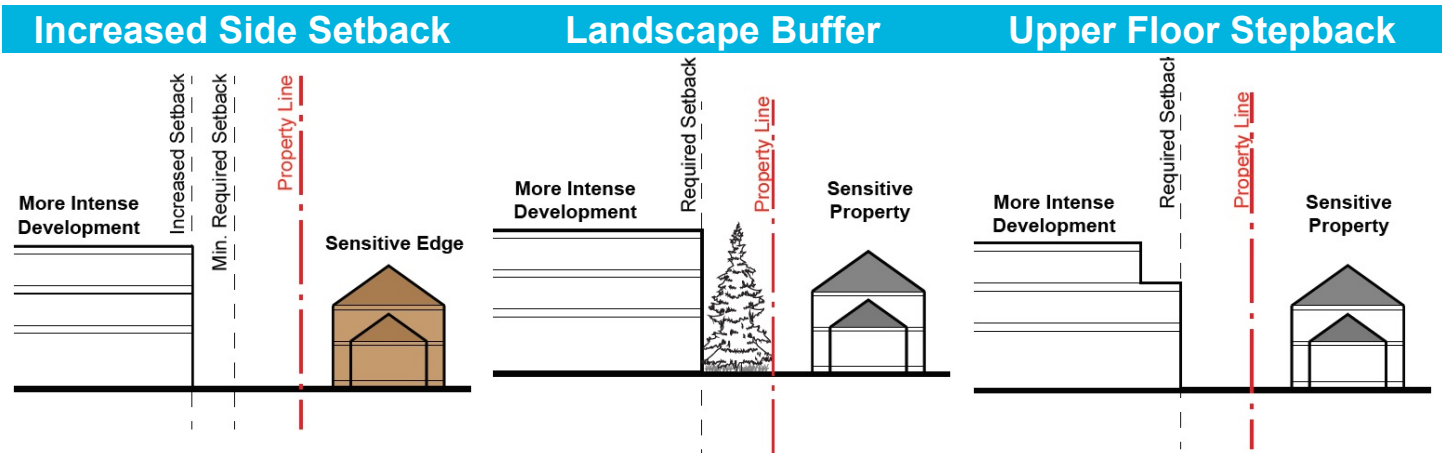 Increased Side Setback
Landscape Buffer
Upper Floor Stepback
Increased Setback
Min. Required Setback
Property Line
More Intense
Development
Sensitive Edge
Required Setback
Property Line
More Intense
Development
Sensitive
Property
Required Setback
Property Line
More Intense
Development
Sensitive
Property